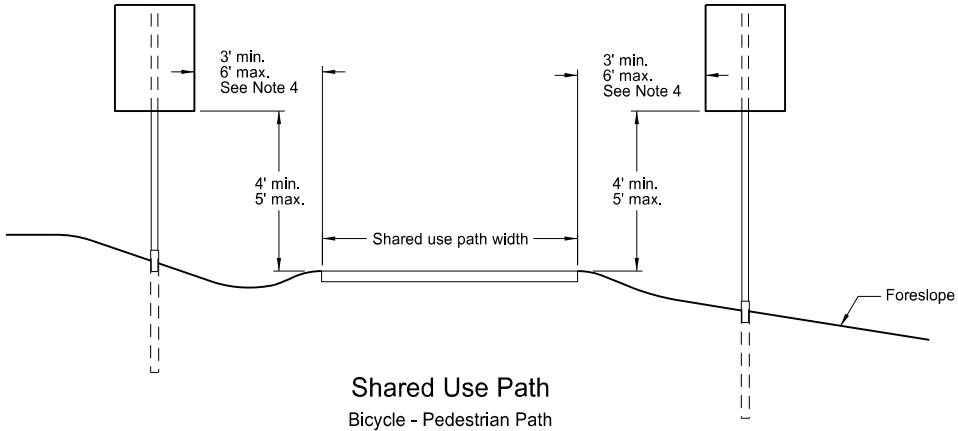 3' min.
6' max.
See Note 4
3' min.
6' max.
See Note 4
4' min.
5' max.
4' min.
5' max.
Shared use path width
Foreslope
Shared Use Path
Bicycle - Pedestrian Path